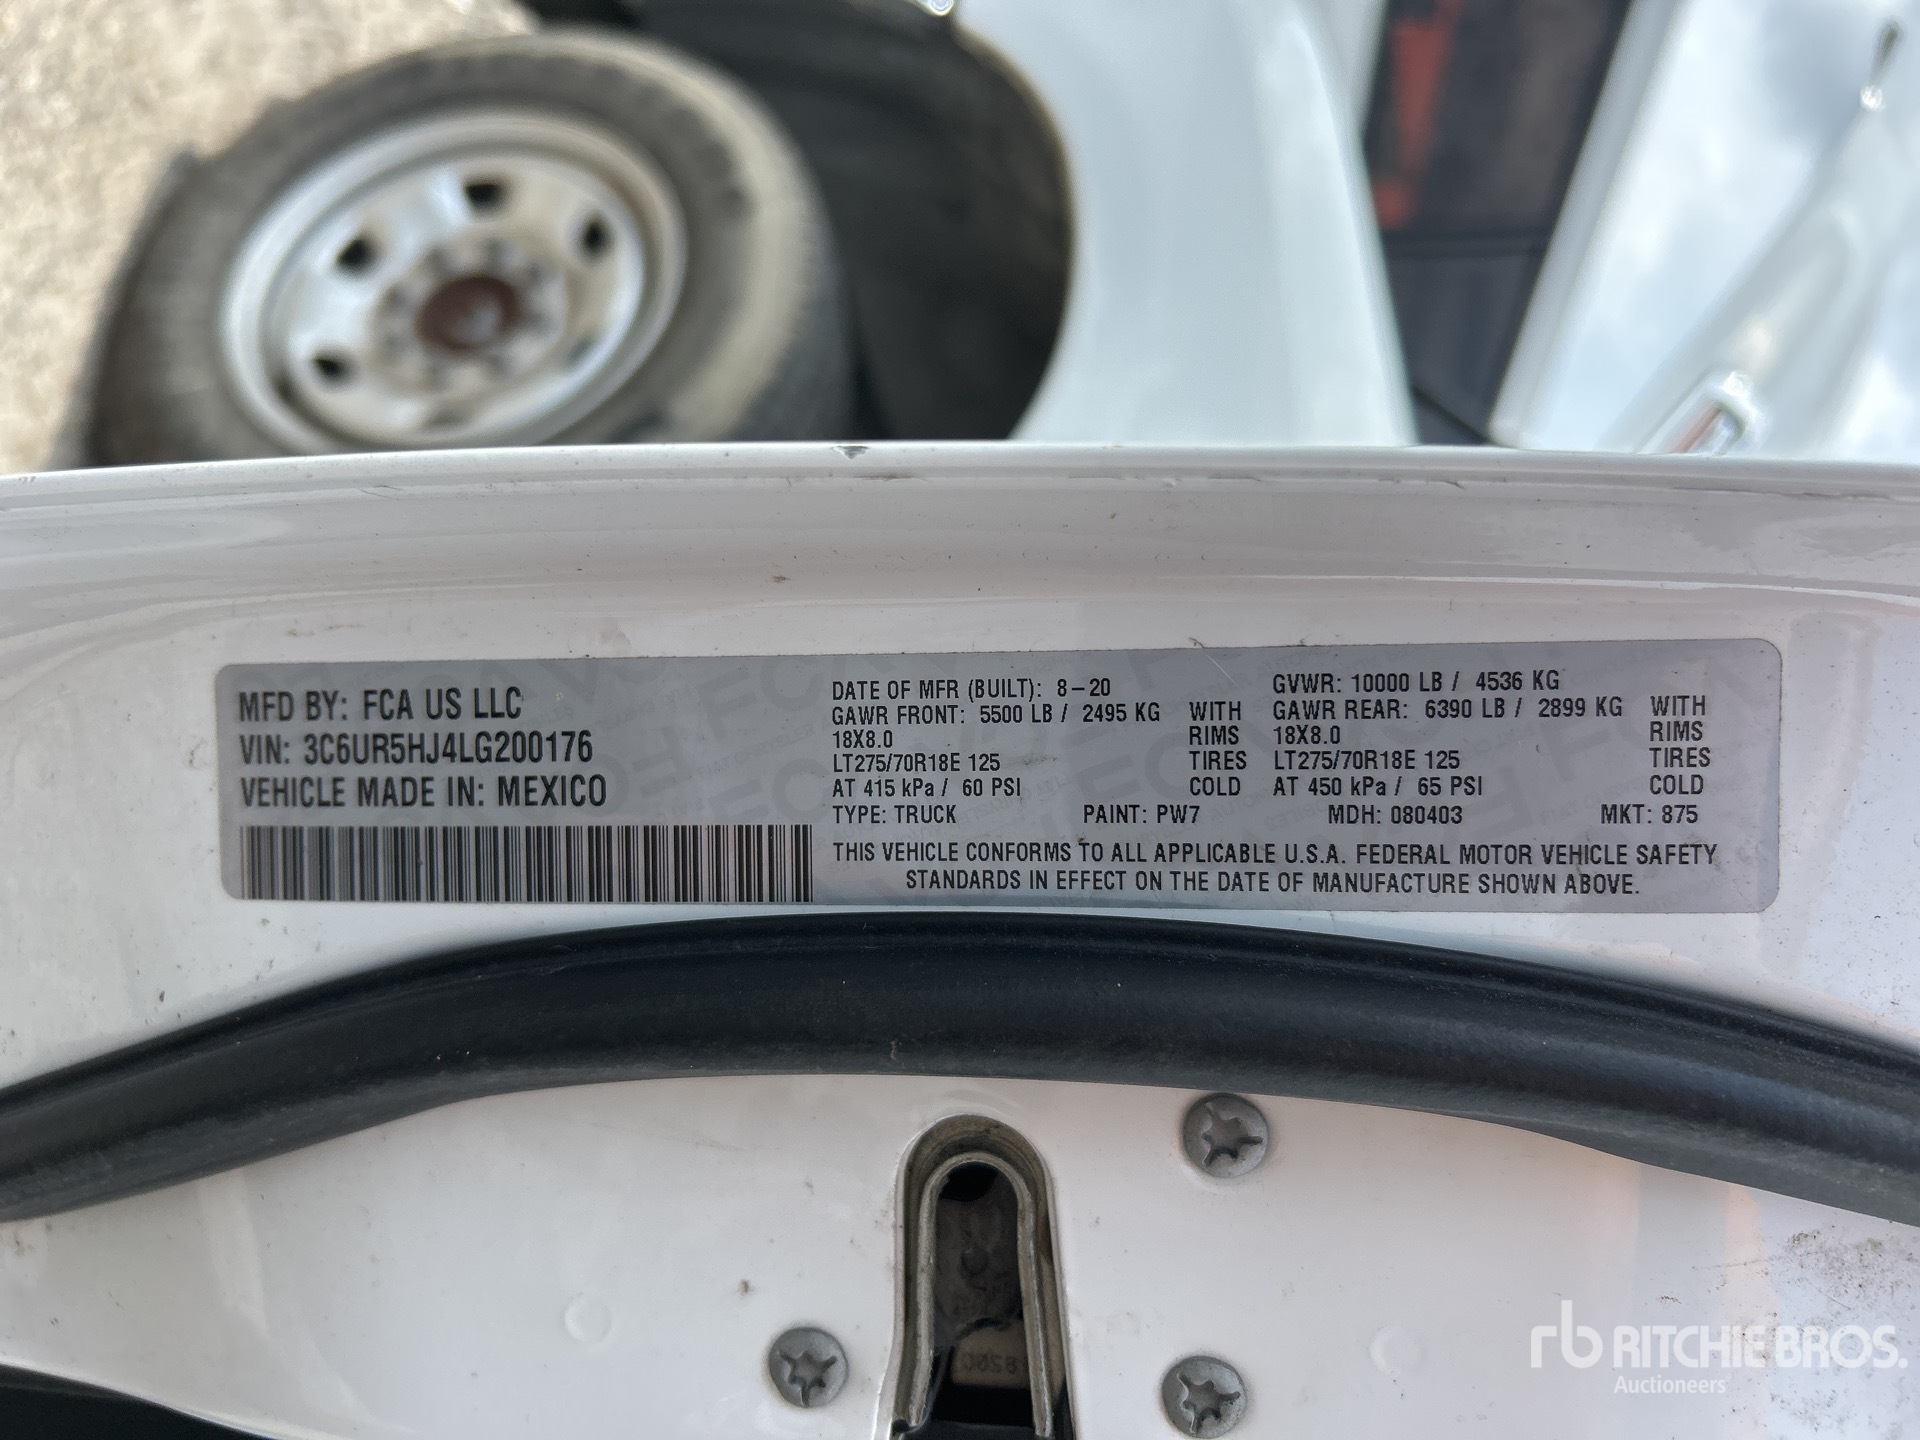 MFD BY: FCA US LLC
VIN: 3C6UR5HJ4LG200176
VEHICLE MADE IN: MEXICO
DATE OF MFR (BUILT): 8-20
GVWR: 10000 LB / 4536 KG
GAWR FRONT: 5500 LB / 2495 KG WITH
18X8.0 RIMS
LT275/70R18E 125 TIRES
AT 415 kPa / 60 PSI COLD
GAWR REAR: 6390 LB / 2899 KG WITH
18X8.0 RIMS
LT275/70R18E 125 TIRES
AT 450 kPa / 65 PSI COLD
TYPE: TRUCK PAINT: PW7 MDH: 080403 MKT: 875
THIS VEHICLE CONFORMS TO ALL APPLICABLE U.S.A. FEDERAL MOTOR VEHICLE SAFETY
STANDARDS IN EFFECT ON THE DATE OF MANUFACTURE SHOWN ABOVE.
rb RITCHIE BROS.
Auctioneers